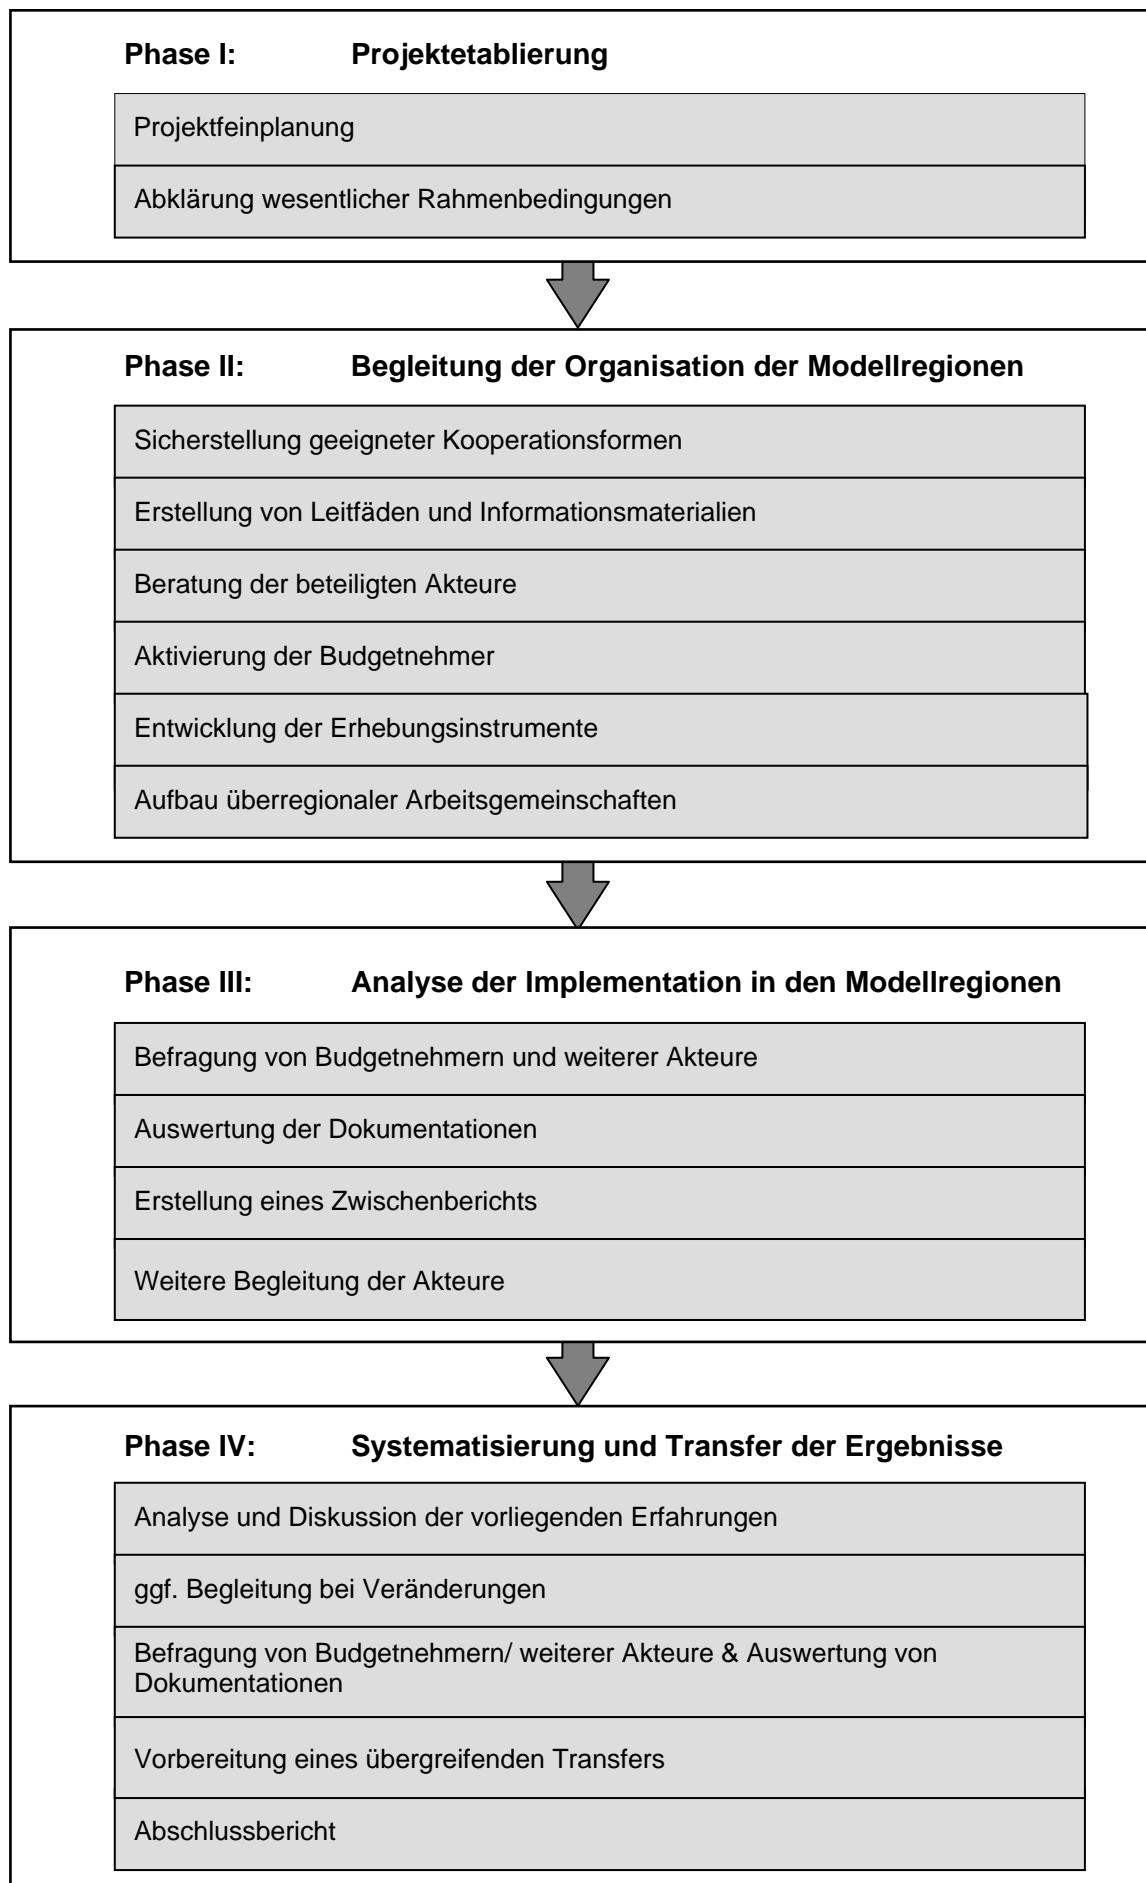 Phase I: Projektetablierung
Projektfeinplanung
Abklärung wesentlicher Rahmenbedingungen
Phase II: Begleitung der Organisation der Modellregionen
Sicherstellung geeigneter Kooperationsformen
Erstellung von Leitfäden und Informationsmaterialien
Beratung der beteiligten Akteure
Aktivierung der Budgetnehmer
Entwicklung der Erhebungsinstrumente
Aufbau überregionaler Arbeitsgemeinschaften
Phase III: Analyse der Implementation in den Modellregionen
Befragung von Budgetnehmern und weiterer Akteure
Auswertung der Dokumentationen
Erstellung eines Zwischenberichts
Weitere Begleitung der Akteure
Phase IV: Systematisierung und Transfer der Ergebnisse
Analyse und Diskussion der vorliegenden Erfahrungen
ggf. Begleitung bei Veränderungen
Befragung von Budgetnehmern/ weiterer Akteure & Auswertung von
Dokumentationen
Vorbereitung eines übergreifenden Transfers
Abschlussbericht